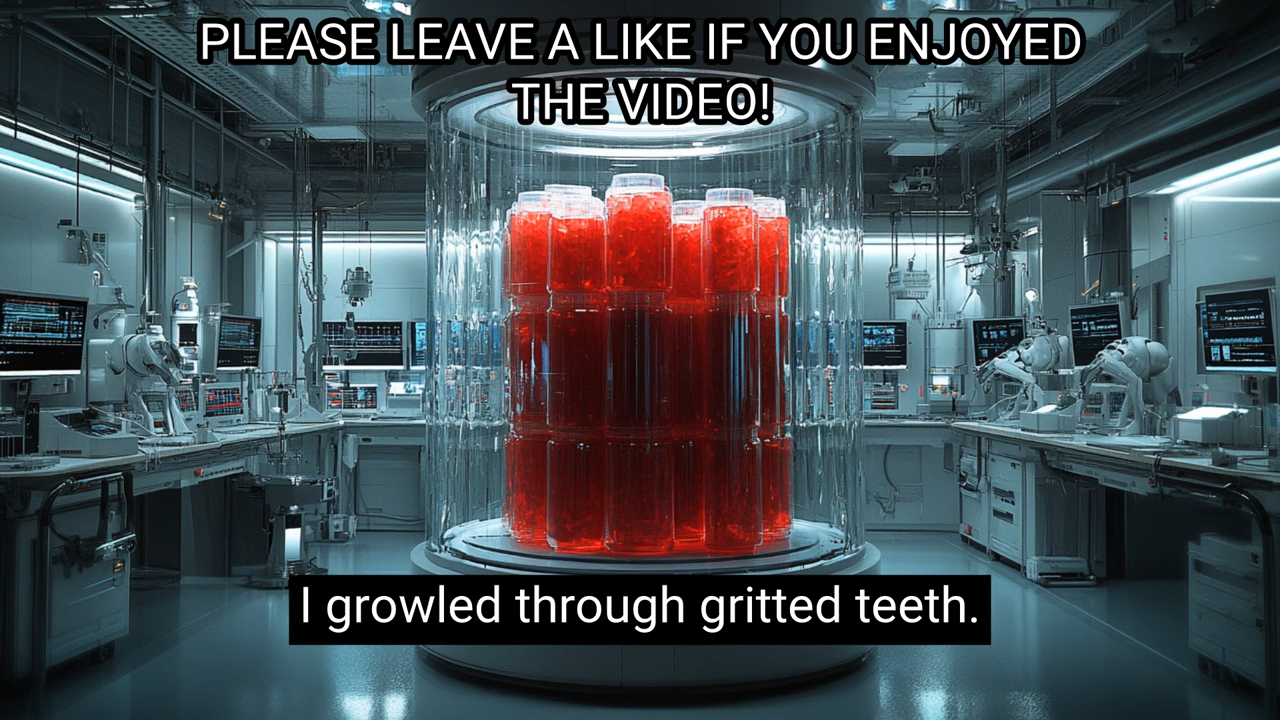 PLEASE LEAVE A LIKE IF YOU ENJOYED
THE VIDEO!
I growled through gritted teeth.